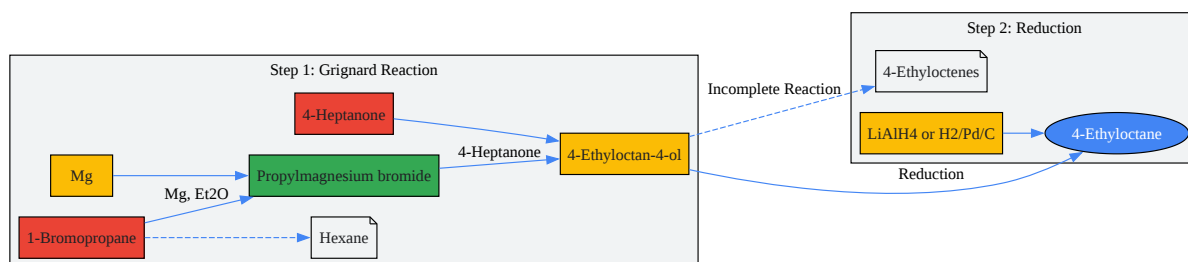 Step 1: Grignard Reaction
4-Heptanone
Mg
1-Bromopropane
Mg, Et2O
Propylmagnesium bromide
Hexane
4-Heptanone
4-Ethyloctan-4-ol
Incomplete Reaction
Reduction
Step 2: Reduction
4-Ethyloctenes
LiAlH4 or H2/Pd/C
4-Ethyloctane